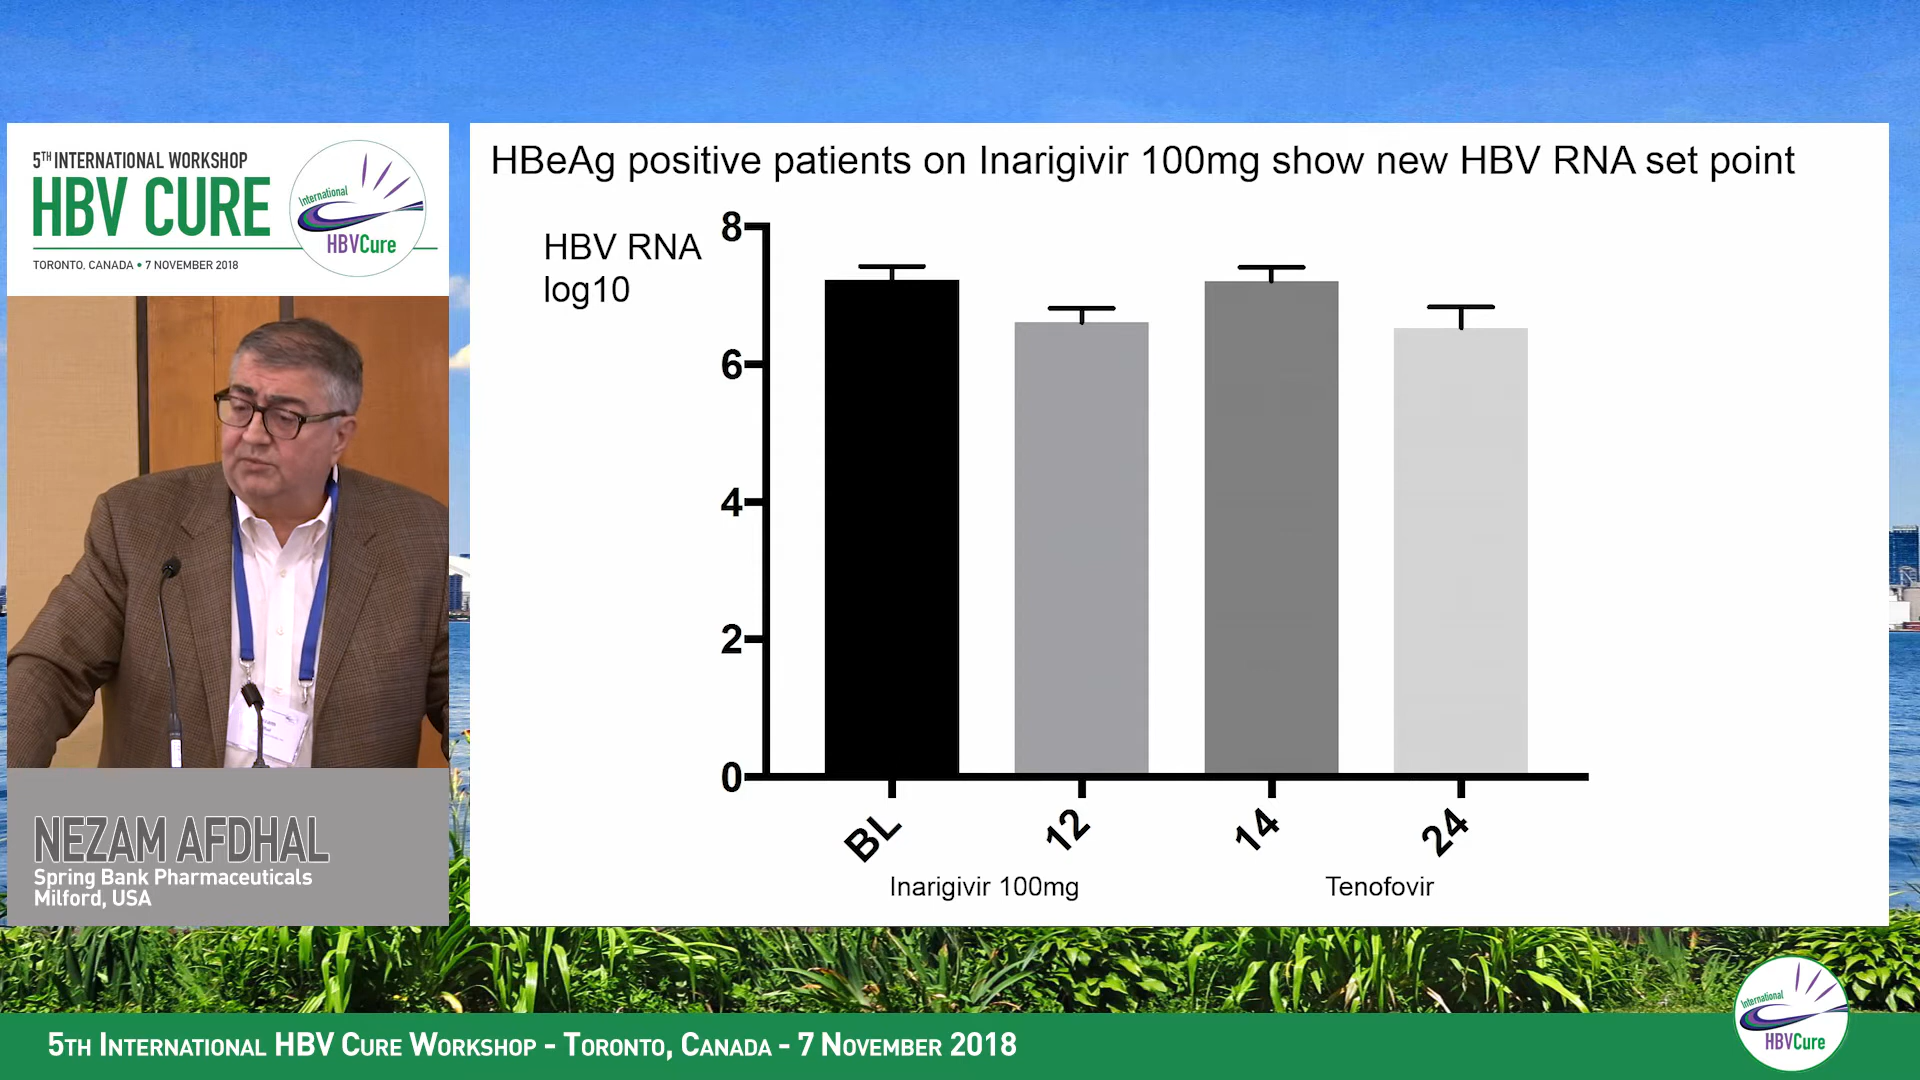 5TH INTERNATIONAL WORKSHOP
HBV CURE
TORONTO, CANADA • 7 NOVEMBER 2018
International
HBVCure
HBeAg positive patients on Inarigivir 100mg show new HBV RNA set point
HBV RNA
log10
8
6
4
2
0
BL
12
14
24
Inarigivir 100mg
Tenofovir
NEZAM AFDHAL
Spring Bank Pharmaceuticals
Milford, USA
5TH INTERNATIONAL HBV CURE WORKSHOP - TORONTO, CANADA - 7 NOVEMBER 2018
International
HBVCure